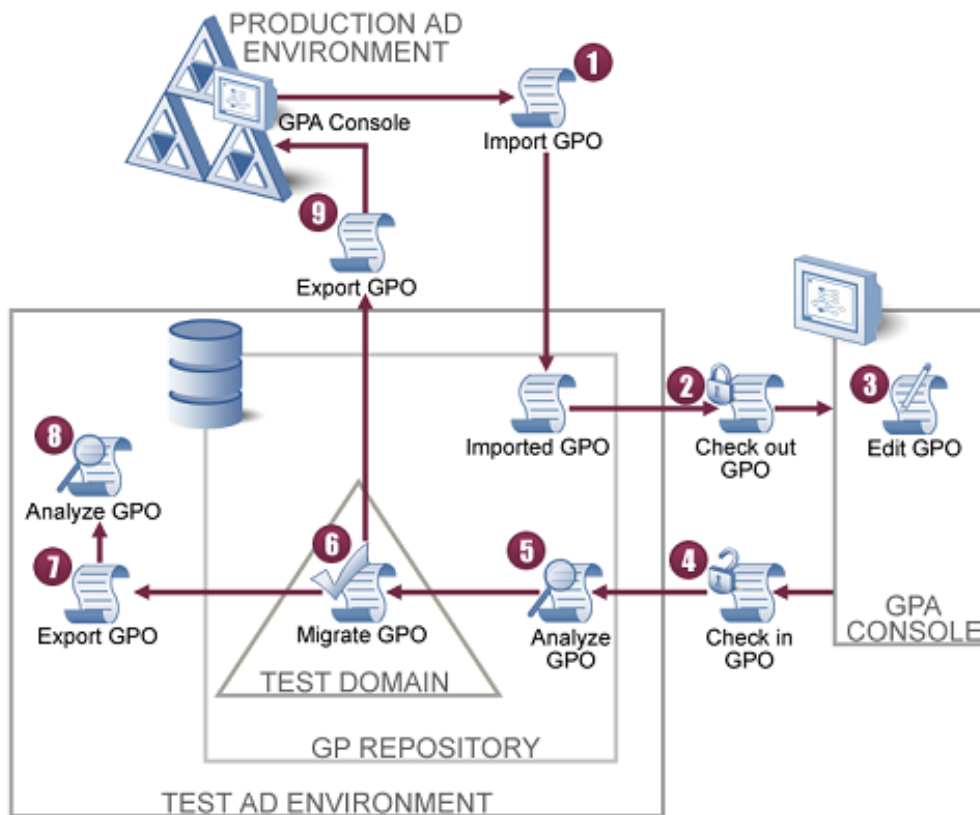 PRODUCTION AD
ENVIRONMENT
1
GPA Console
Import GPO
9
Export GPO
2
3
Imported GPO
Check out
GPO
Edit GPO
8
Analyze GPO
6
5
4
7
Export GPO
Migrate GPO
Analyze
GPO
Check in
GPO
GPA
CONSOLE
TEST DOMAIN
GP REPOSITORY
TEST AD ENVIRONMENT